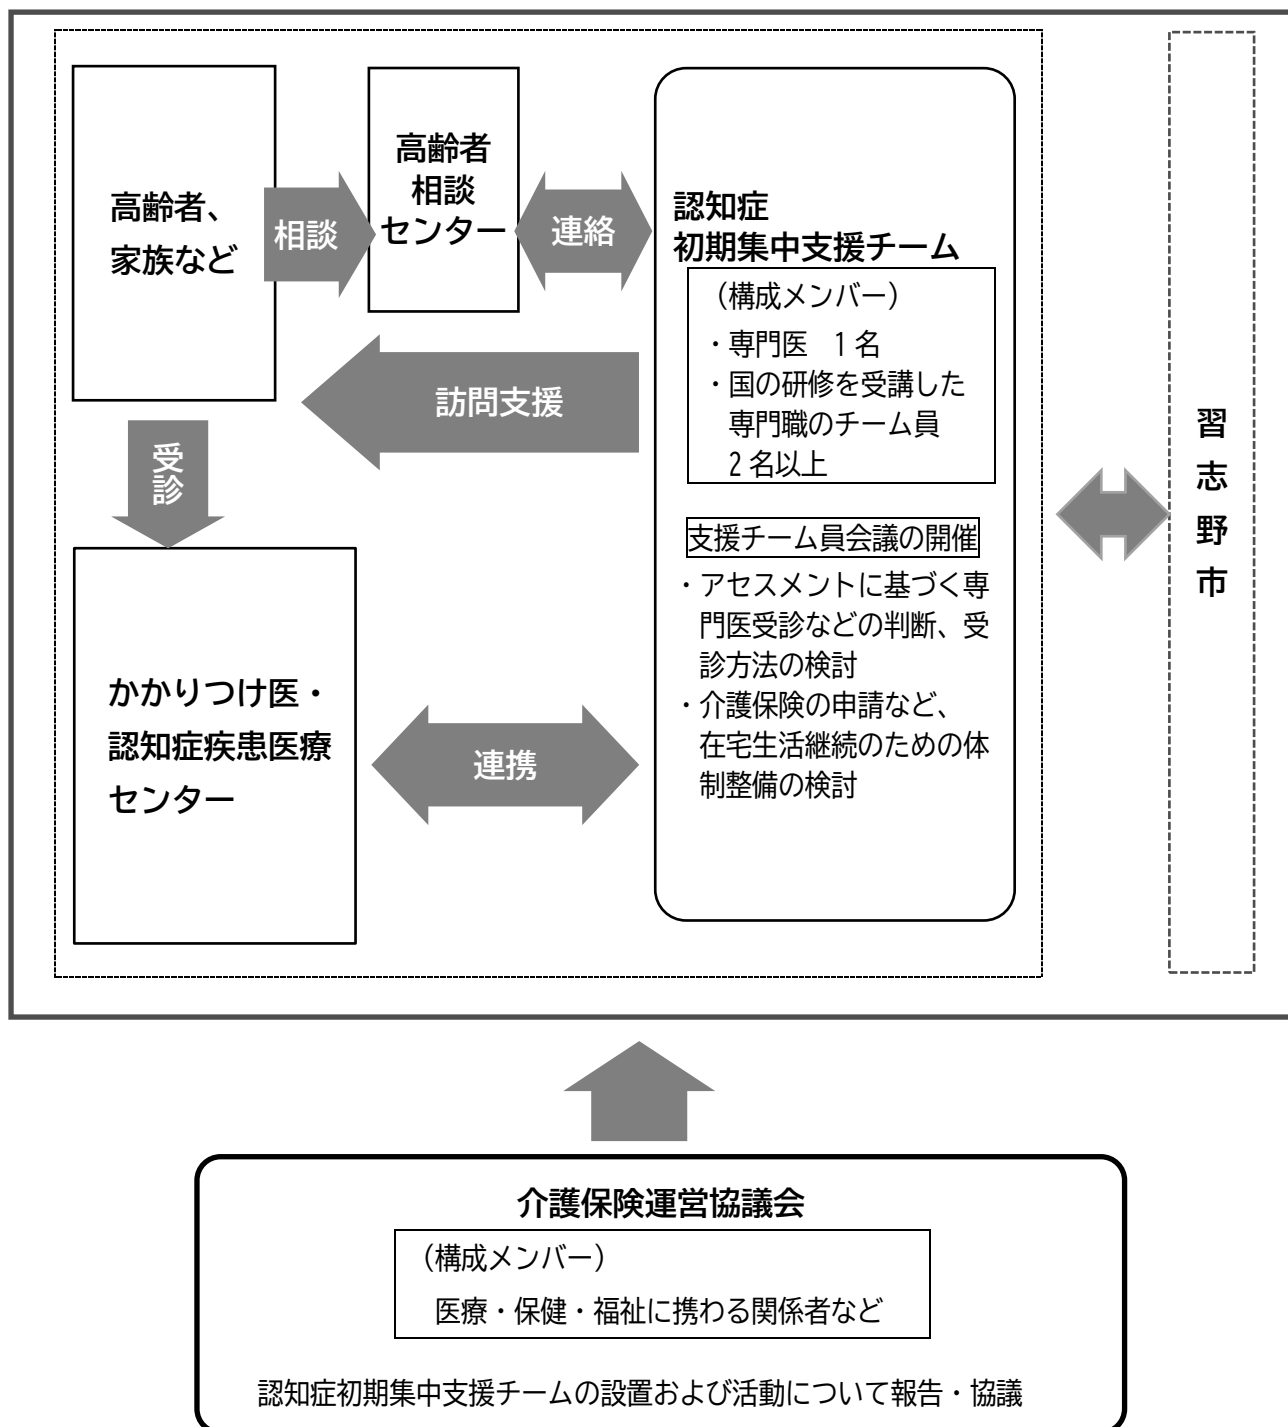 高齢者、
家族など
相談
高齢者
相談
センター
連絡
訪問支援
受診
かかりつけ医・
認知症疾患医療
センター
連携
認知症
初期集中支援チーム
（構成メンバー）
・専門医　1名
・国の研修を受講した
専門職のチーム員
2名以上
支援チーム員会議の開催
・アセスメントに基づく専
門医受診などの判断、受
診方法の検討
・介護保険の申請など、
在宅生活継続のための体
制整備の検討
習志野市
介護保険運営協議会
（構成メンバー）
医療・保健・福祉に携わる関係者など
認知症初期集中支援チームの設置および活動について報告・協議